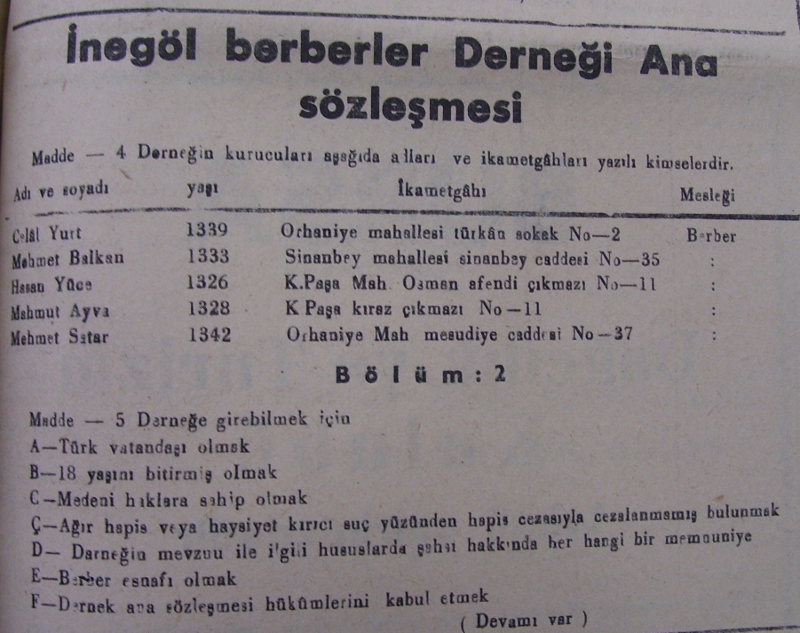 İnegöl berberler Derneği Ana
sözleşmesi
Madde — 4 Derneğin kurucuları aşağıda alları ve ikametgâhları yazılı kimselerdir.
Adı ve soyadı yaşı İkametgâhı Mesleği
Celâl Yurt 1339 Orhaniye mahallesi türkân sokak No—2 Berber
Mehmet Balkan 1333 Sinanbey mahallesi sinanbey caddesi No—35 :
Hasan Yüce 1326 K.Paşa Mah. Osman efendi çıkmazı No—11 :
Mahmut Ayva 1328 K Paşa kiraz çıkmazı No—11 :
Mehmet Satar 1342 Orhaniye Mah mesudiye caddesi No—37 :
Bölüm: 2
Madde — 5 Derneğe girebilmek için
A—Türk vatandaşı olmak
B—18 yaşını bitirmiş olmak
C—Medeni haklara sahip olmak
Ç—Ağır hapis veya haysiyet kırıcı suç yüzünden hapis cezasıyla cezalanmamış bulunmak
D— Darneğin mevzuu ile ilgili hususlarda şahsı hakkında her hangi bir memnuniye
E—Berber esnafı olmak
F—Dernek ana sözleşmesi hükûmlerini kabul etmek
( Devamı var )